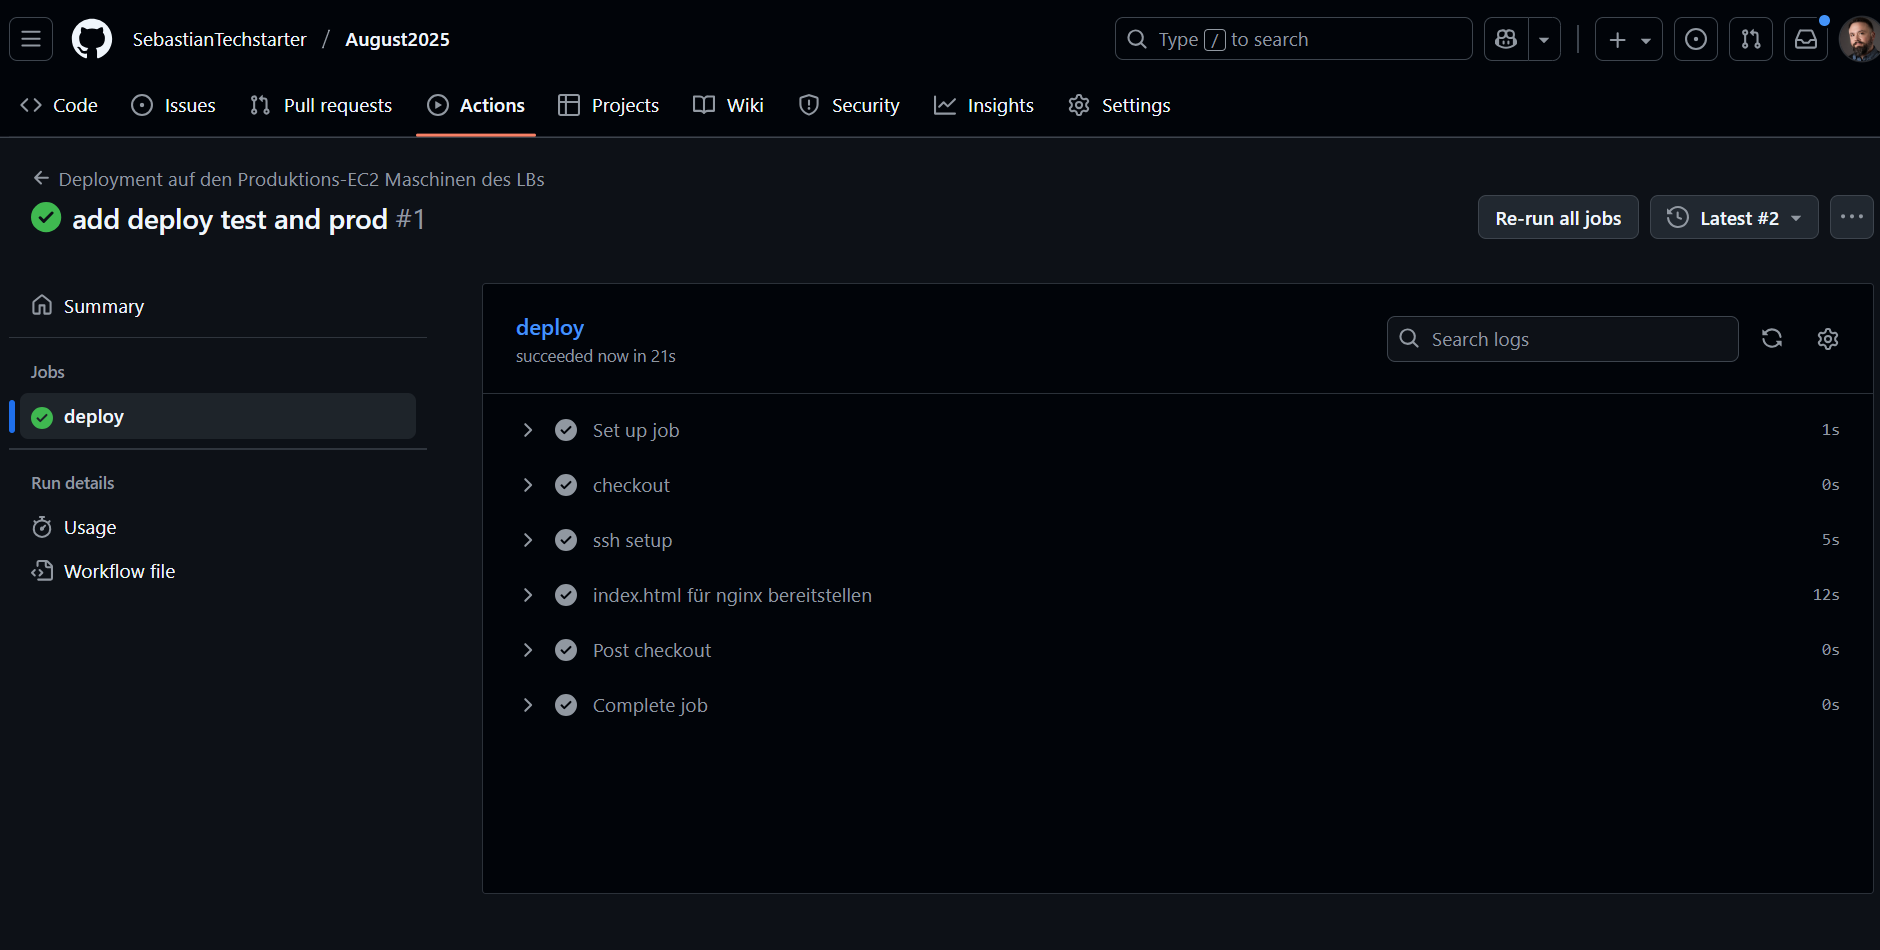 SebastianTechstarter / August2025
Type / to search
Code Issues Pull requests Actions Projects Wiki Security Insights Settings
Deployment auf den Produktions-EC2 Maschinen des LBs
add deploy test and prod #1
Re-run all jobs
Latest #2
Summary
Jobs
deploy
Run details
Usage
Workflow file
deploy
succeeded now in 21s
Search logs
Set up job 1s
checkout 0s
ssh setup 5s
index.html für nginx bereitstellen 12s
Post checkout 0s
Complete job 0s